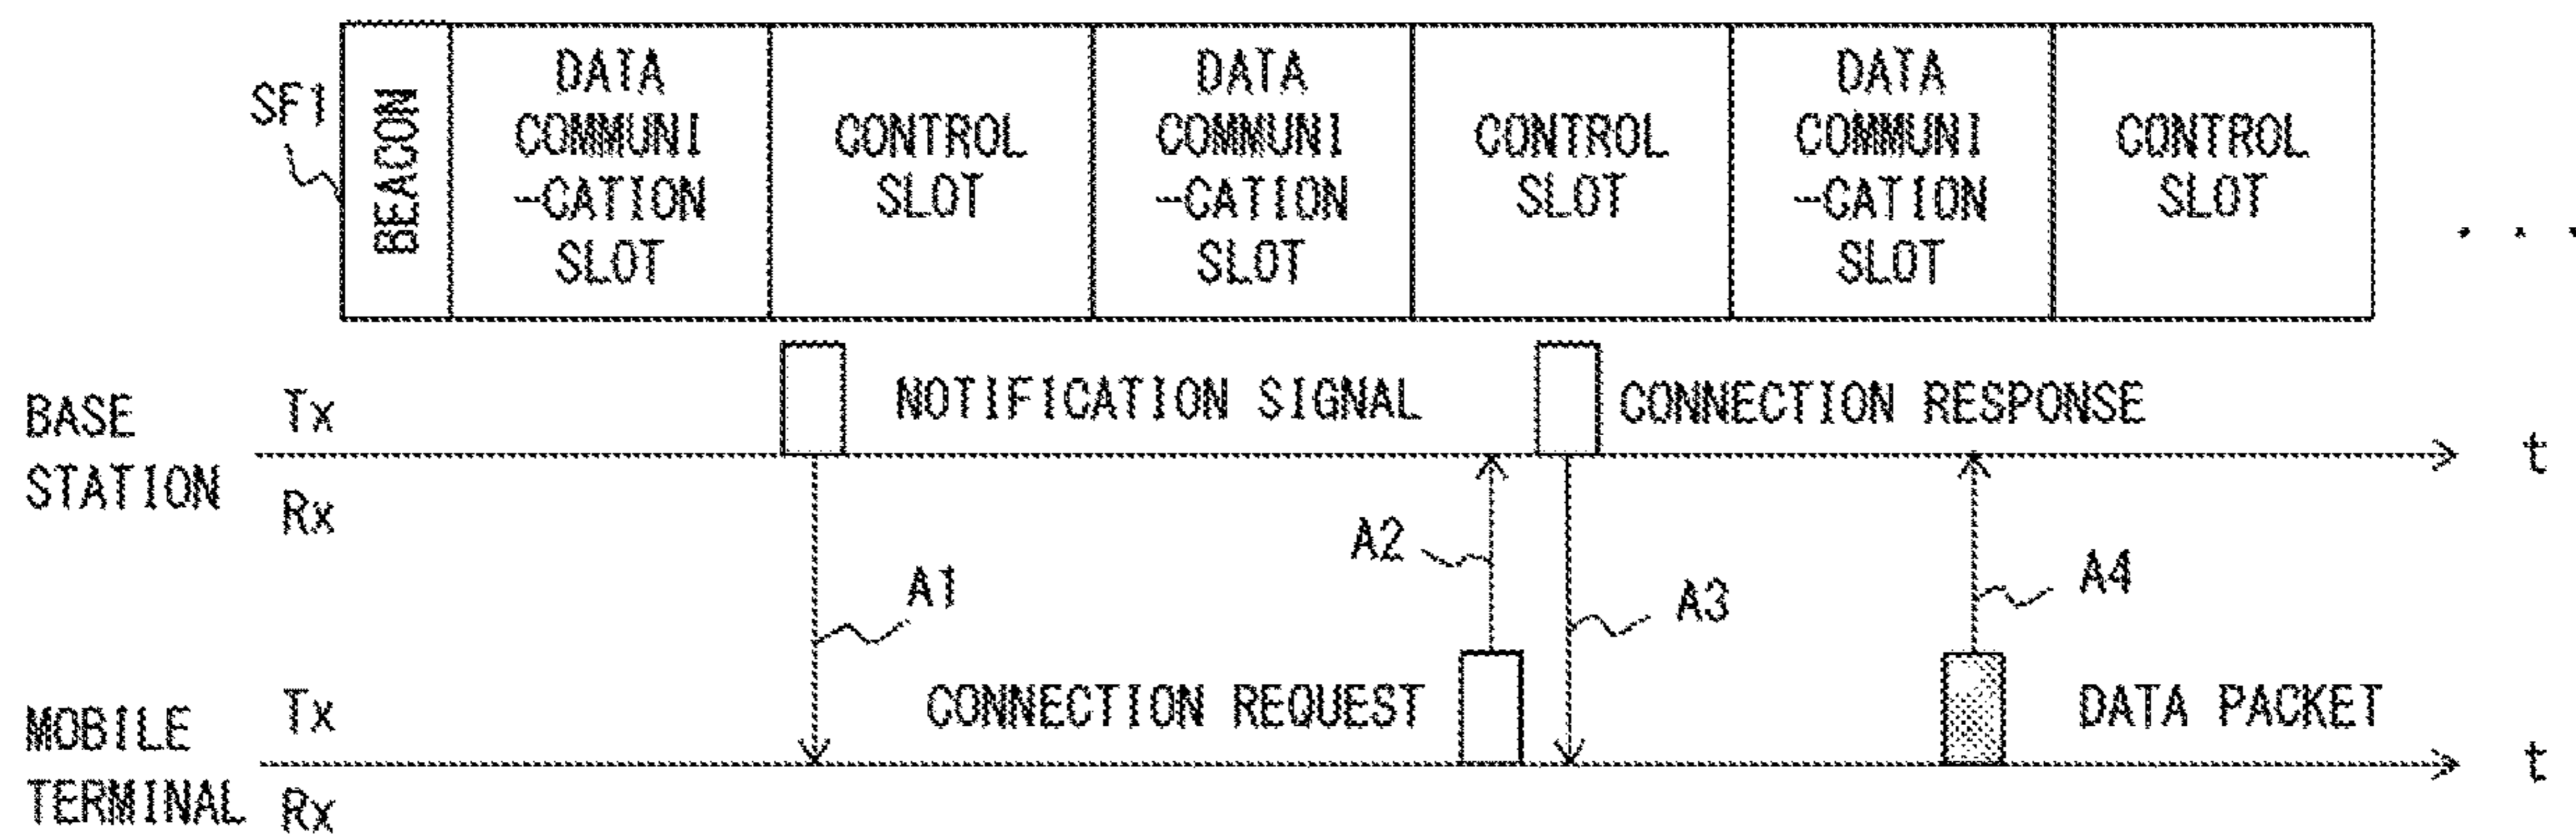 SF1
BEACON
DATA
COMMUNI
-CATION
SLOT
CONTROL
SLOT
DATA
COMMUNI
-CATION
SLOT
CONTROL
SLOT
DATA
COMMUNI
-CATION
SLOT
CONTROL
SLOT
. . .
BASE
STATION
Tx
Rx
NOTIFICATION SIGNAL
CONNECTION RESPONSE
t
A1
A2
A3
A4
MOBILE
TERMINAL
Tx
Rx
CONNECTION REQUEST
DATA PACKET
t